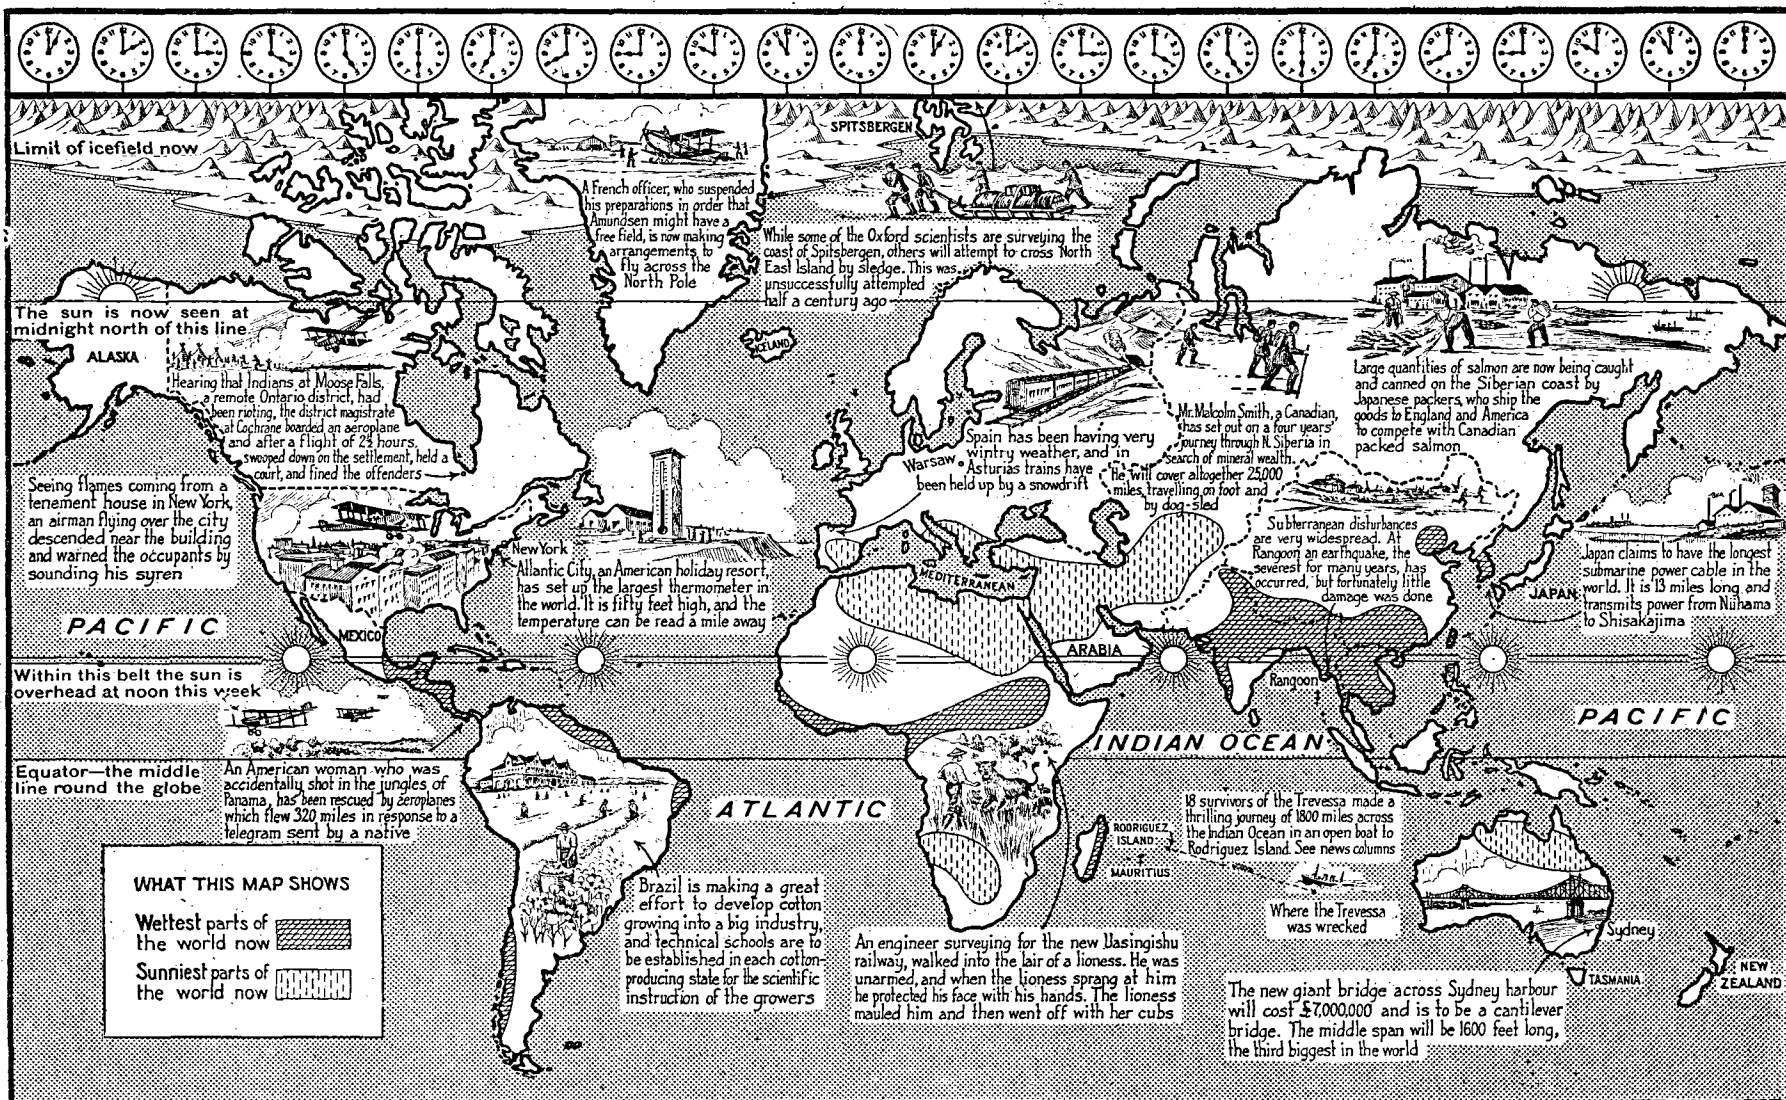 SPITSBERGEN
Limit of icefield now
A French officer, who suspended
his preparations in order that
Amundsen might have a
free field, is now making
arrangements to
fly across the
North Pole
While some of the Oxford scientists are surveying the
coast of Spitsbergen, others will attempt to cross North
East Island by sledge. This was
unsuccessfully attempted
half a century ago
The sun is now seen at
midnight north of this line
ALASKA
ICELAND
Hearing that Indians at Moose Falls,
a remote Ontario district, had
been rioting, the district magistrate
at Cochrane boarded an aeroplane
and after a flight of 2½ hours,
swooped down on the settlement, held a
court, and fined the offenders
Large quantities of salmon are now being caught
and canned on the Siberian coast by
Japanese packers, who ship the
goods to England and America
to compete with Canadian
packed salmon
Mr. Malcolm Smith, a Canadian,
has set out on a four years'
journey through N. Siberia in
search of mineral wealth.
He will cover altogether 25,000
miles, travelling on foot and
by dog-sled
Spain has been having very
wintry weather, and in
Asturias trains have
been held up by a snowdrift
Warsaw
Seeing flames coming from a
tenement house in New York,
an airman flying over the city
descended near the building
and warned the occupants by
sounding his syren
New York
Atlantic City, an American holiday resort,
has set up the largest thermometer in
the world. It is fifty feet high, and the
temperature can be read a mile away
MEDITERRANEAN
Subterranean disturbances
are very widespread. At
Rangoon an earthquake, the
severest for many years, has
occurred, but fortunately little
damage was done
JAPAN
Japan claims to have the longest
submarine power cable in the
world. It is 13 miles long and
transmits power from Niihama
to Shisakajima
PACIFIC
MEXICO
ARABIA
Within this belt the sun is
overhead at noon this week
Rangoon
PACIFIC
INDIAN OCEAN
Equator—the middle
line round the globe
An American woman who was
accidentally shot in the jungles of
Panama, has been rescued by aeroplanes
which flew 320 miles in response to a
telegram sent by a native
ATLANTIC
18 survivors of the Trevessa made a
thrilling journey of 1800 miles across
the Indian Ocean in an open boat to
Rodriguez Island. See news columns
RODRIGUEZ
ISLAND
MAURITIUS
Where the Trevessa
was wrecked
WHAT THIS MAP SHOWS
Wettest parts of
the world now
Sunniest parts of
the world now
Brazil is making a great
effort to develop cotton
growing into a big industry,
and technical schools are to
be established in each cotton-
producing state for the scientific
instruction of the growers
An engineer surveying for the new Uasingishu
railway, walked into the lair of a lioness. He was
unarmed, and when the lioness sprang at him
he protected his face with his hands. The lioness
mauled him and then went off with her cubs
Sydney
TASMANIA
NEW
ZEALAND
The new giant bridge across Sydney harbour
will cost £7,000,000 and is to be a cantilever
bridge. The middle span will be 1600 feet long,
the third biggest in the world